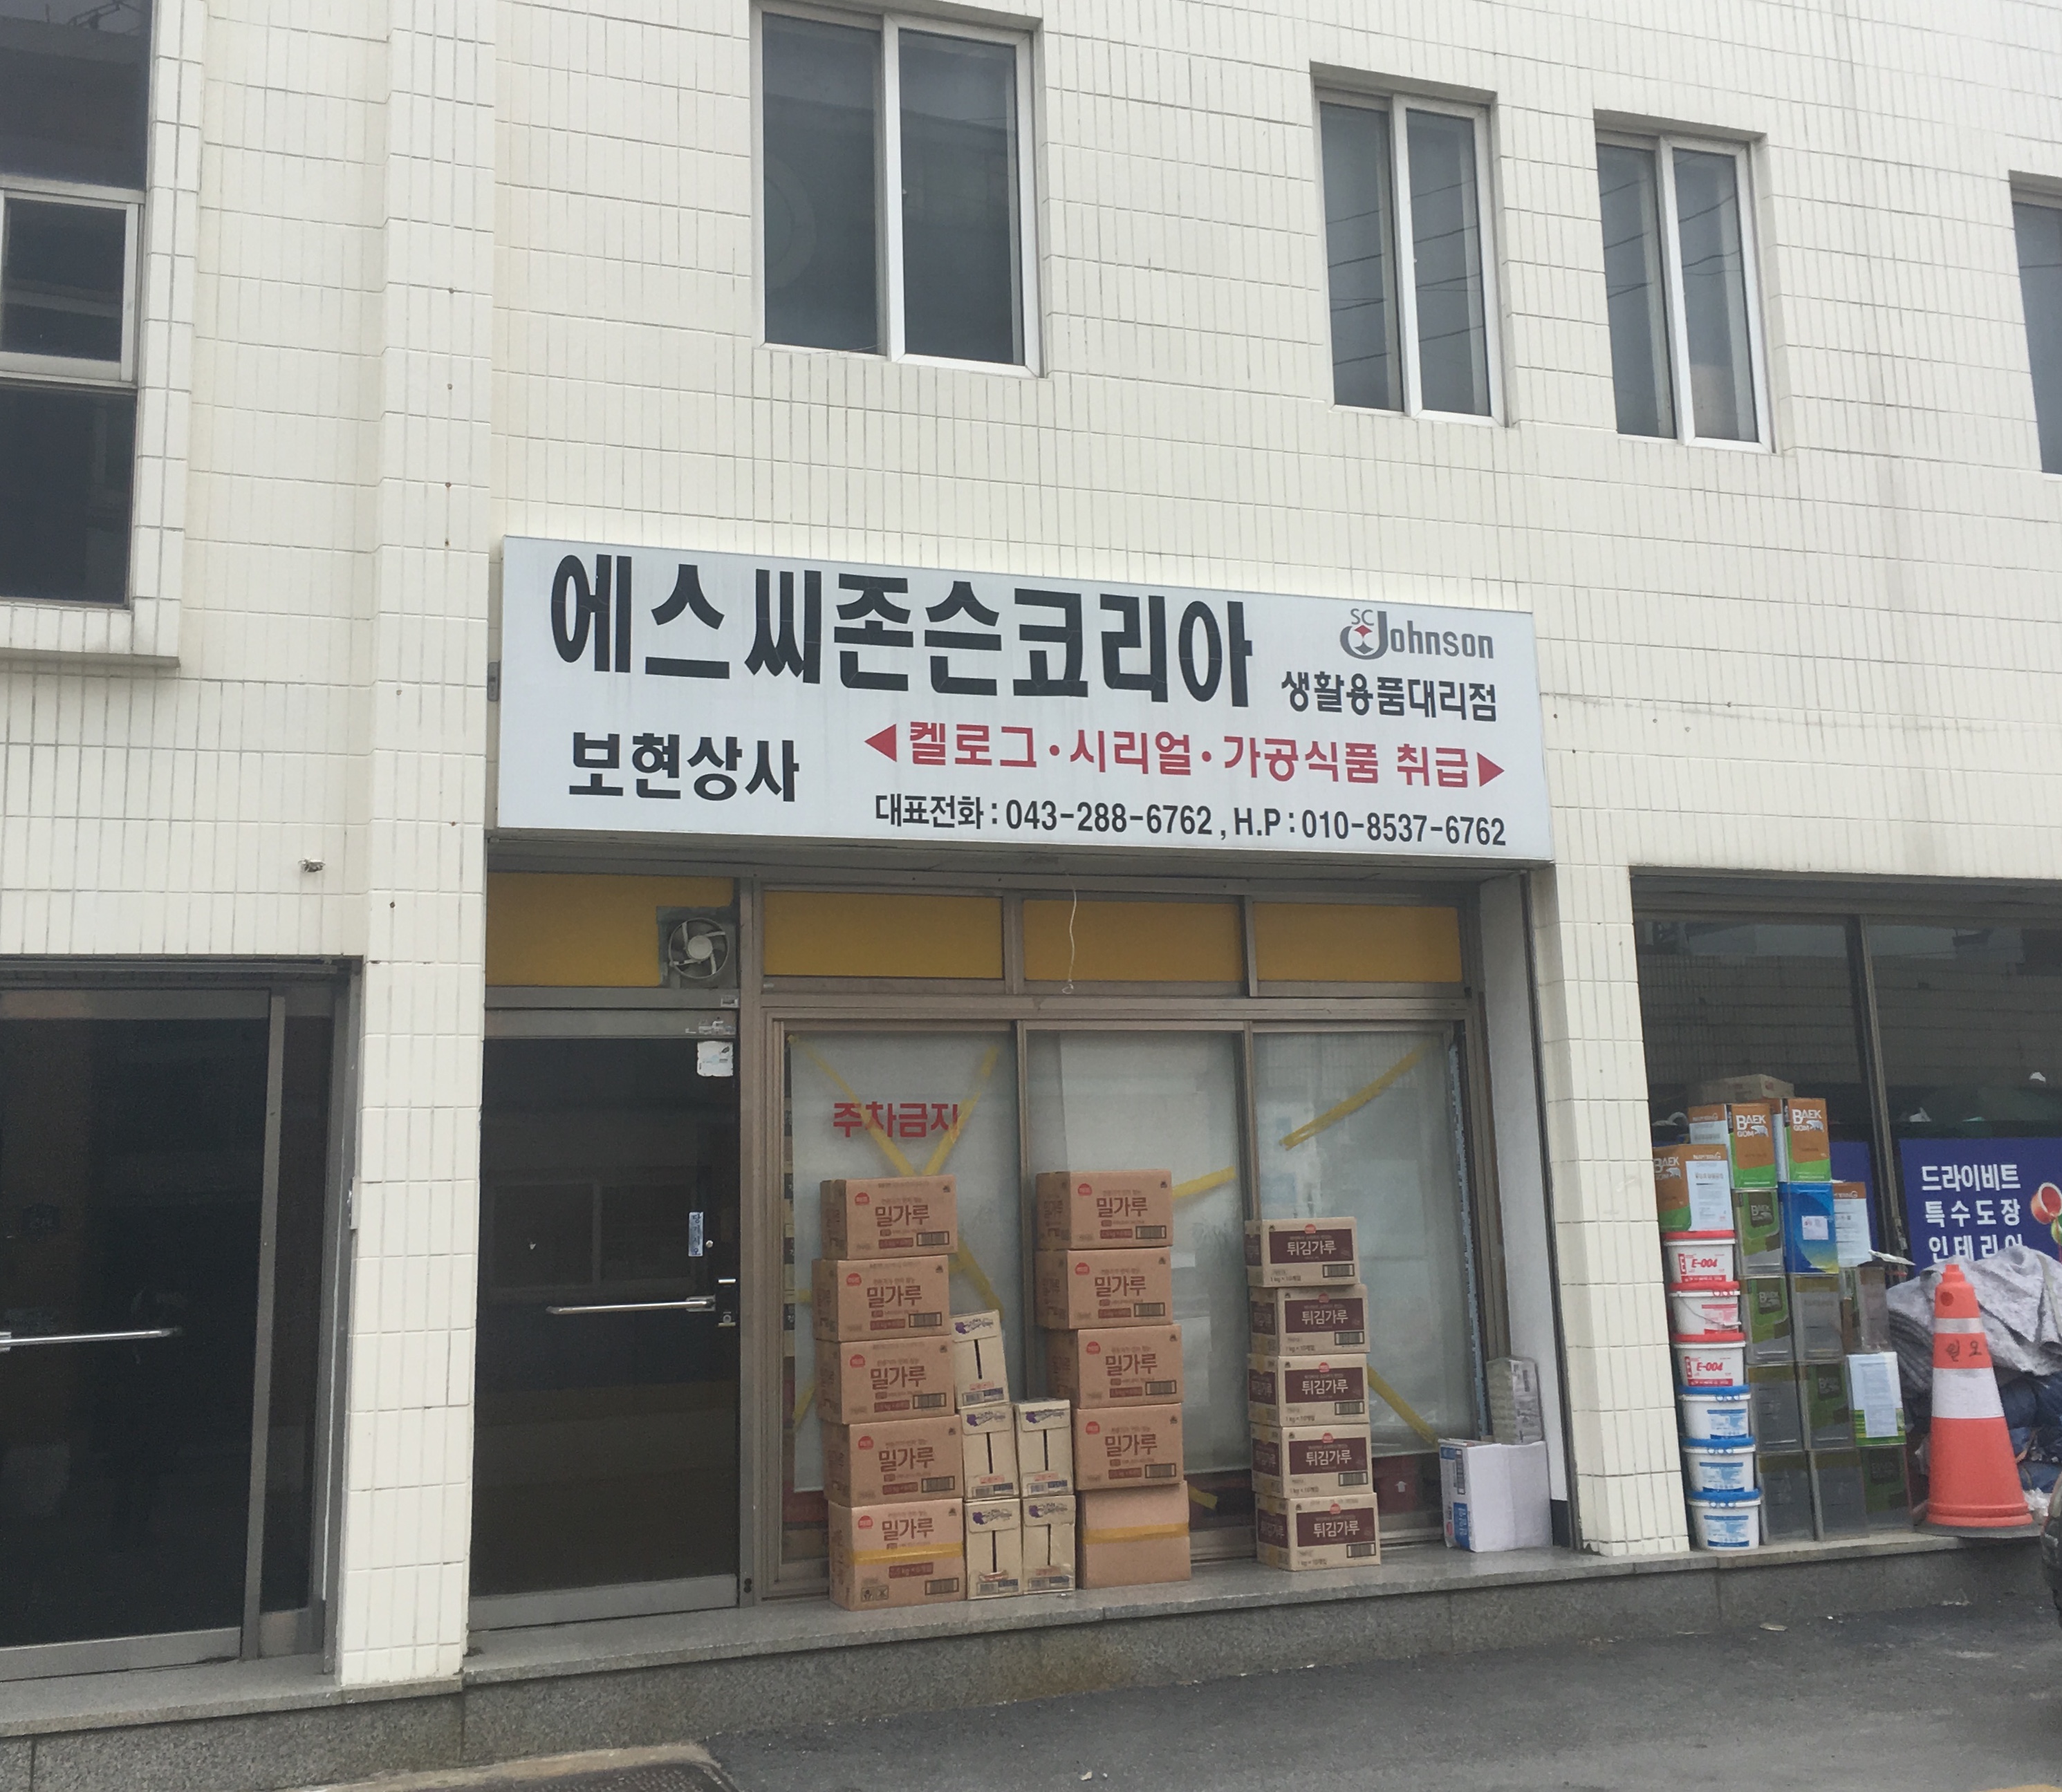 에스씨존슨코리아
SC Johnson
생활용품대리점
보현상사
◀켈로그·시리얼·가공식품 취급▶
대표전화 : 043-288-6762, H.P : 010-8537-6762
주차금지
밀가루
밀가루
밀가루
밀가루
밀가루
밀가루
밀가루
밀가루
밀가루
튀김가루
튀김가루
튀김가루
튀김가루
튀김가루
BAEK
BAEK
BAEK
E-004
E-004
드라이비트
특수도장
인테리어